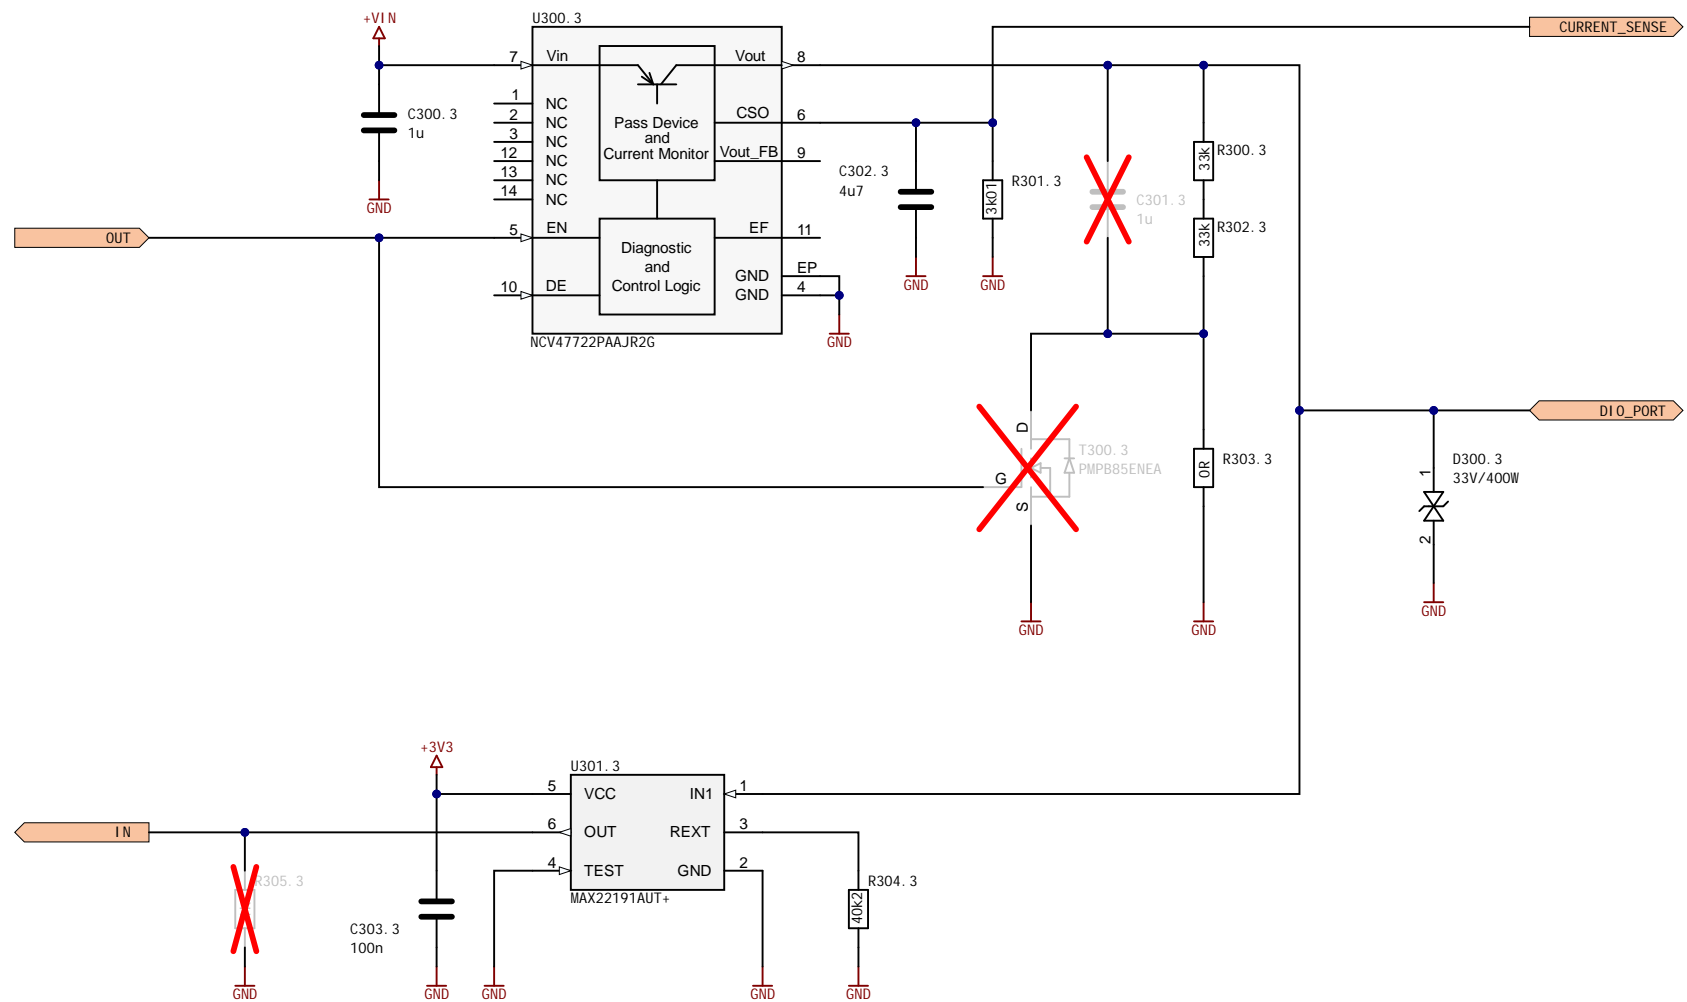 +VIN
U300.3
CURRENT_SENSE
7
Vin
Vout
8
C300.3
1u
1
NC
2
NC
3
NC
12
NC
13
NC
14
NC
Pass Device
and
Current Monitor
CSO
6
Vout_FB
9
GND
C302.3
4u7
3k01
R301.3
C301.3
1u
33k
R300.3
33k
R302.3
OUT
5
EN
EF
11
Diagnostic
and
Control Logic
10
DE
EP
GND
GND
4
GND
GND
GND
NCV47722PAAJR2G
DIO_PORT
D
G
S
T300.3
PMPB85ENEA
0R
R303.3
1
2
D300.3
33V/400W
GND
GND
GND
+3V3
U301.3
5
VCC
IN1
1
IN
6
OUT
REXT
3
4
TEST
GND
2
MAX22191AUT+
R305.3
C303.3
100n
40k2
R304.3
GND
GND
GND
GND
GND